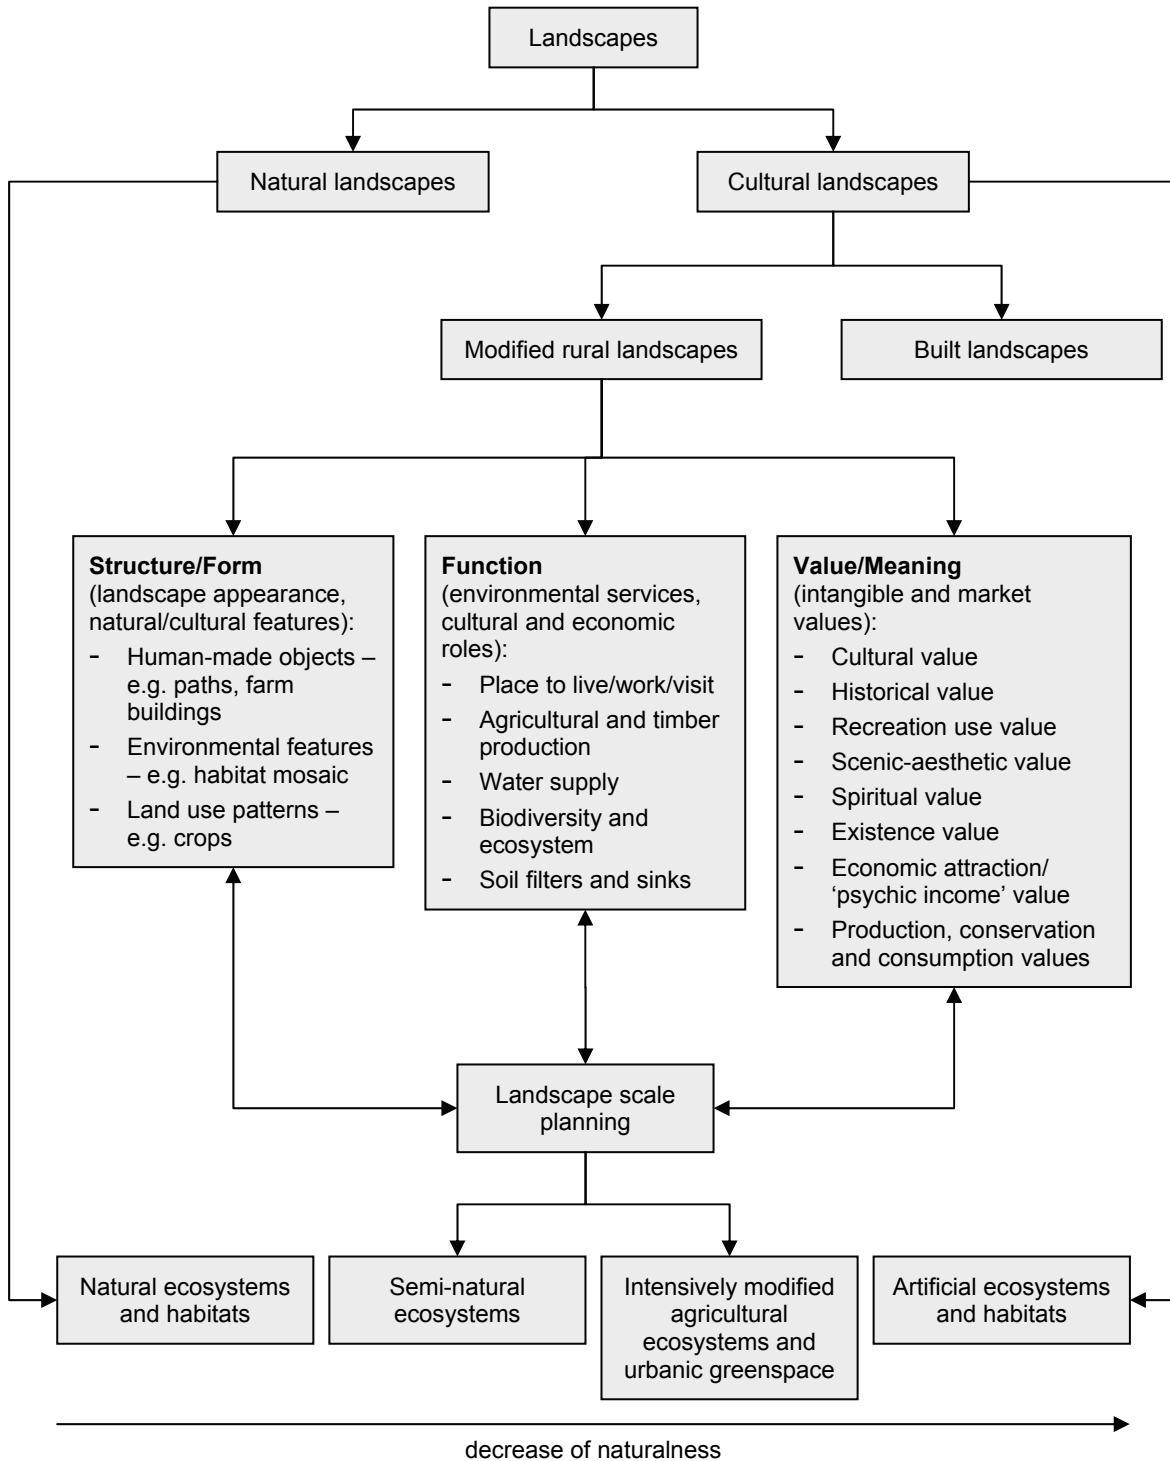 Landscapes
Natural landscapes
Cultural landscapes
Modified rural landscapes
Built landscapes
Structure/Form
(landscape appearance,
natural/cultural features):
- Human-made objects –
e.g. paths, farm
buildings
- Environmental features
– e.g. habitat mosaic
- Land use patterns –
e.g. crops
Function
(environmental services,
cultural and economic
roles):
- Place to live/work/visit
- Agricultural and timber
production
- Water supply
- Biodiversity and
ecosystem
- Soil filters and sinks
Value/Meaning
(intangible and market
values):
- Cultural value
- Historical value
- Recreation use value
- Scenic-aesthetic value
- Spiritual value
- Existence value
- Economic attraction/
‘psychic income’ value
- Production, conservation
and consumption values
Landscape scale
planning
Natural ecosystems
and habitats
Semi-natural
ecosystems
Intensively modified
agricultural
ecosystems and
urbanic greenspace
Artificial ecosystems
and habitats
decrease of naturalness